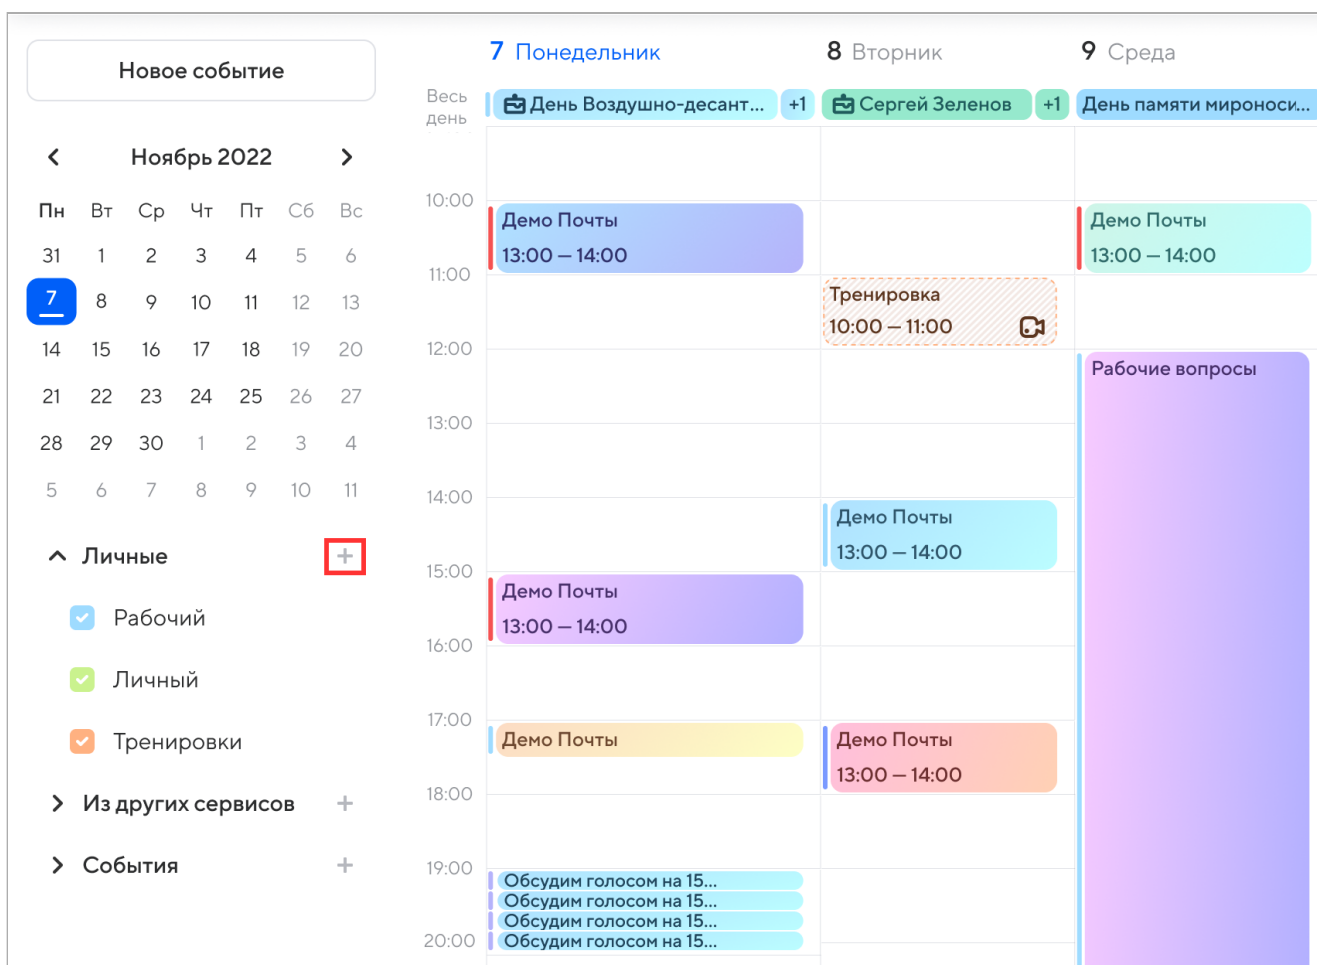 Новое событие
Ноябрь 2022
Пн Вт Ср Чт Пт Сб Вс
31 1 2 3 4 5 6
7 8 9 10 11 12 13
14 15 16 17 18 19 20
21 22 23 24 25 26 27
28 29 30 1 2 3 4
5 6 7 8 9 10 11
Личные +
Рабочий
Личный
Тренировки
Из других сервисов +
События +
7 Понедельник 8 Вторник 9 Среда
Весь
день
День Воздушно-десант... +1 Сергей Зеленов +1 День памяти мироноси...
10:00
Демо Почты Демо Почты
13:00 — 14:00 13:00 — 14:00
11:00
Тренировка
10:00 — 11:00
12:00
Рабочие вопросы
13:00
14:00
Демо Почты
13:00 — 14:00
15:00
Демо Почты
13:00 — 14:00
16:00
17:00
Демо Почты Демо Почты
13:00 — 14:00
18:00
19:00
Обсудим голосом на 15...
Обсудим голосом на 15...
Обсудим голосом на 15...
20:00 Обсудим голосом на 15...